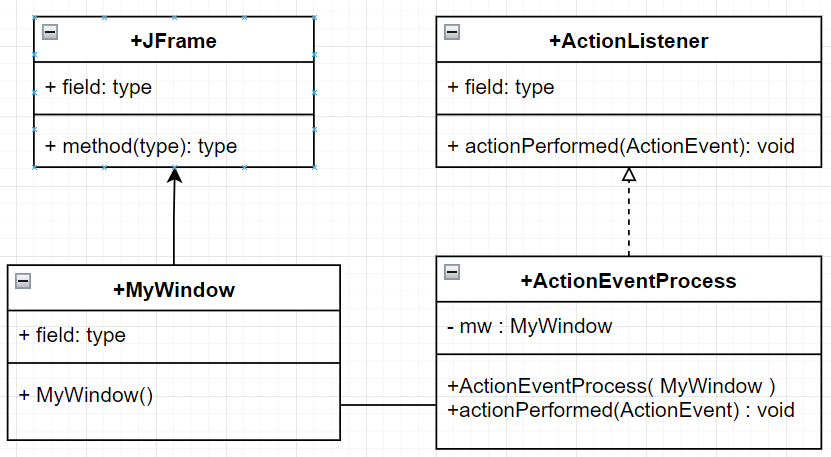 +JFrame
+ field: type
+ method(type): type
+ActionListener
+ field: type
+ actionPerformed(ActionEvent): void
+MyWindow
+ field: type
+ MyWindow()
+ActionEventProcess
- mw : MyWindow
+ActionEventProcess( MyWindow )
+actionPerformed(ActionEvent) : void